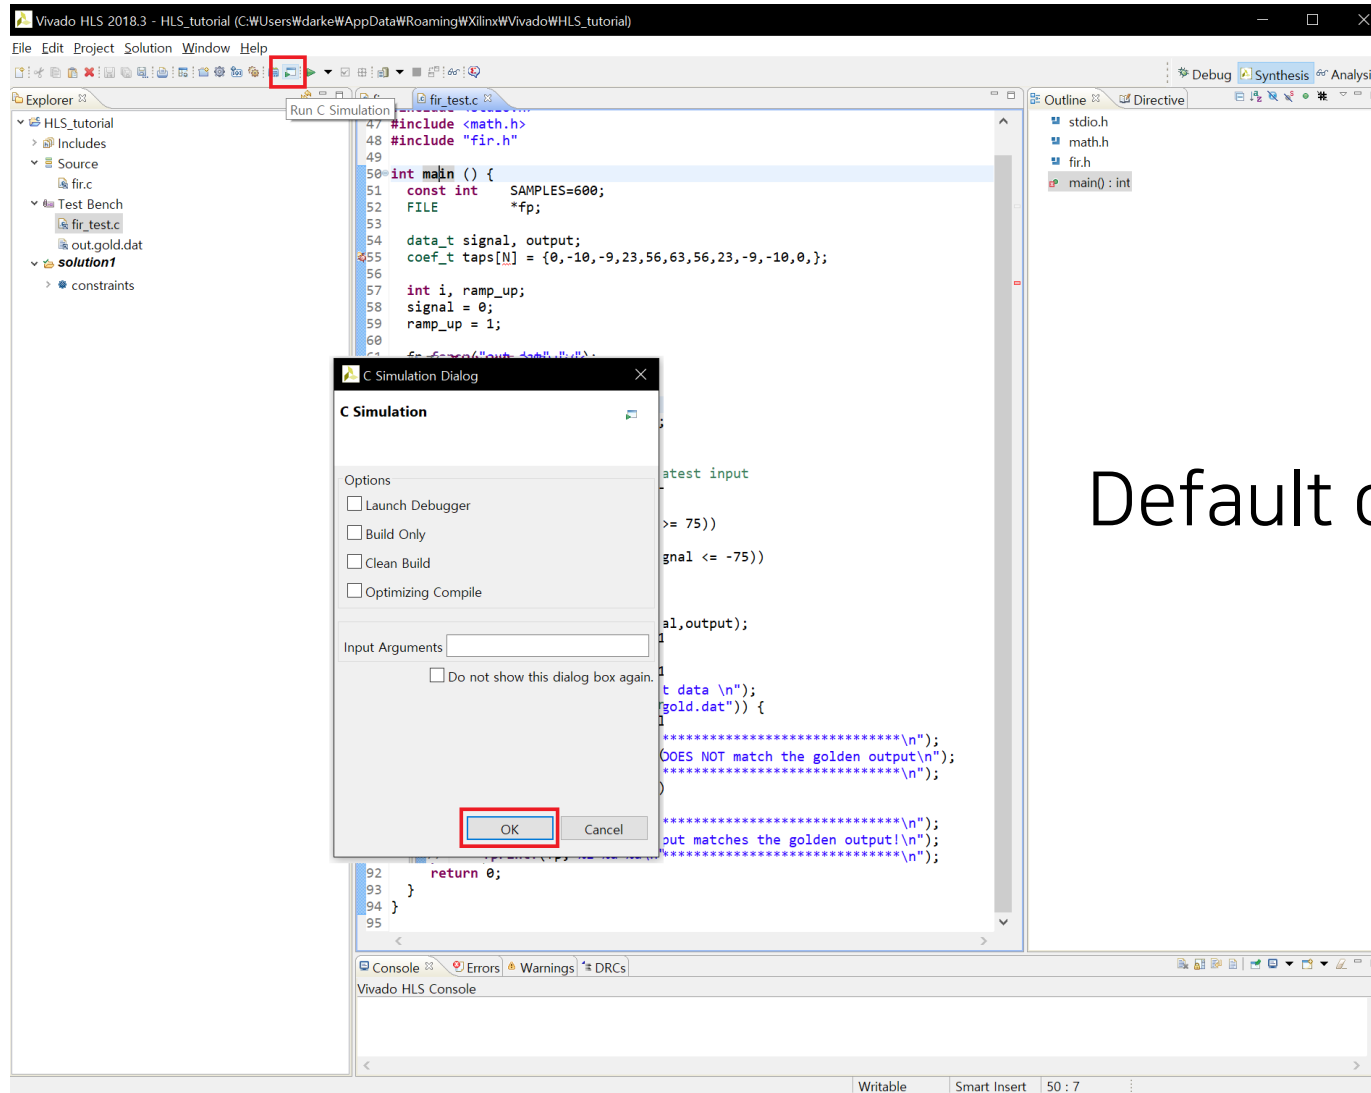 Vivado HLS 2018.3 - HLS_tutorial (C:₩Users₩darke₩AppData₩Roaming₩Xilinx₩Vivado₩HLS_tutorial)
File Edit Project Solution Window Help
Debug Synthesis Analysi
Explorer
Run C Simulation
HLS_tutorial
Includes
Source
fir.c
Test Bench
fir_test.c
out.gold.dat
solution1
constraints
fir_test.c
47 #include <math.h>
48 #include "fir.h"
49
50 int main () {
51 const int SAMPLES=600;
52 FILE *fp;
53
54 data_t signal, output;
55 coef_t taps[N] = {0,-10,-9,23,56,63,56,23,-9,-10,0,};
56
57 int i, ramp_up;
58 signal = 0;
59 ramp_up = 1;
60
C Simulation Dialog
C Simulation
Options
Launch Debugger
Build Only
Clean Build
Optimizing Compile
Input Arguments
Do not show this dialog box again.
OK Cancel
;
atest input
>= 75))
gnal <= -75))
al,output);
t data \n");
gold.dat")) {
******************************\n");
DOES NOT match the golden output\n");
******************************\n");
******************************\n");
put matches the golden output!\n");
******************************\n");
92 return 0;
93 }
94 }
95
Outline Directive
stdio.h
math.h
fir.h
main() : int
Default
Console Errors Warnings DRCs
Vivado HLS Console
Writable Smart Insert 50 : 7